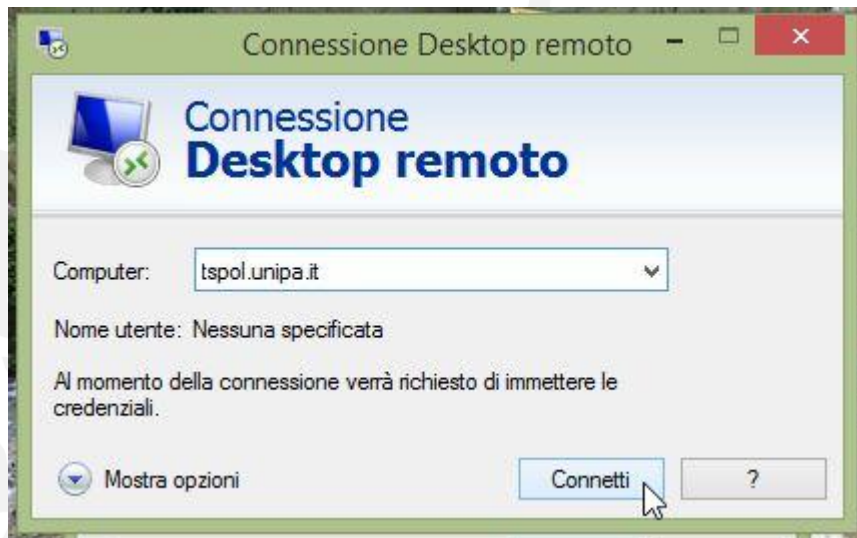 Connessione Desktop remoto
Connessione
Desktop remoto
Computer: tspol.unipa.it
Nome utente: Nessuna specificata
Al momento della connessione verrà richiesto di immettere le
credenziali.
Mostra opzioni Connetti ?